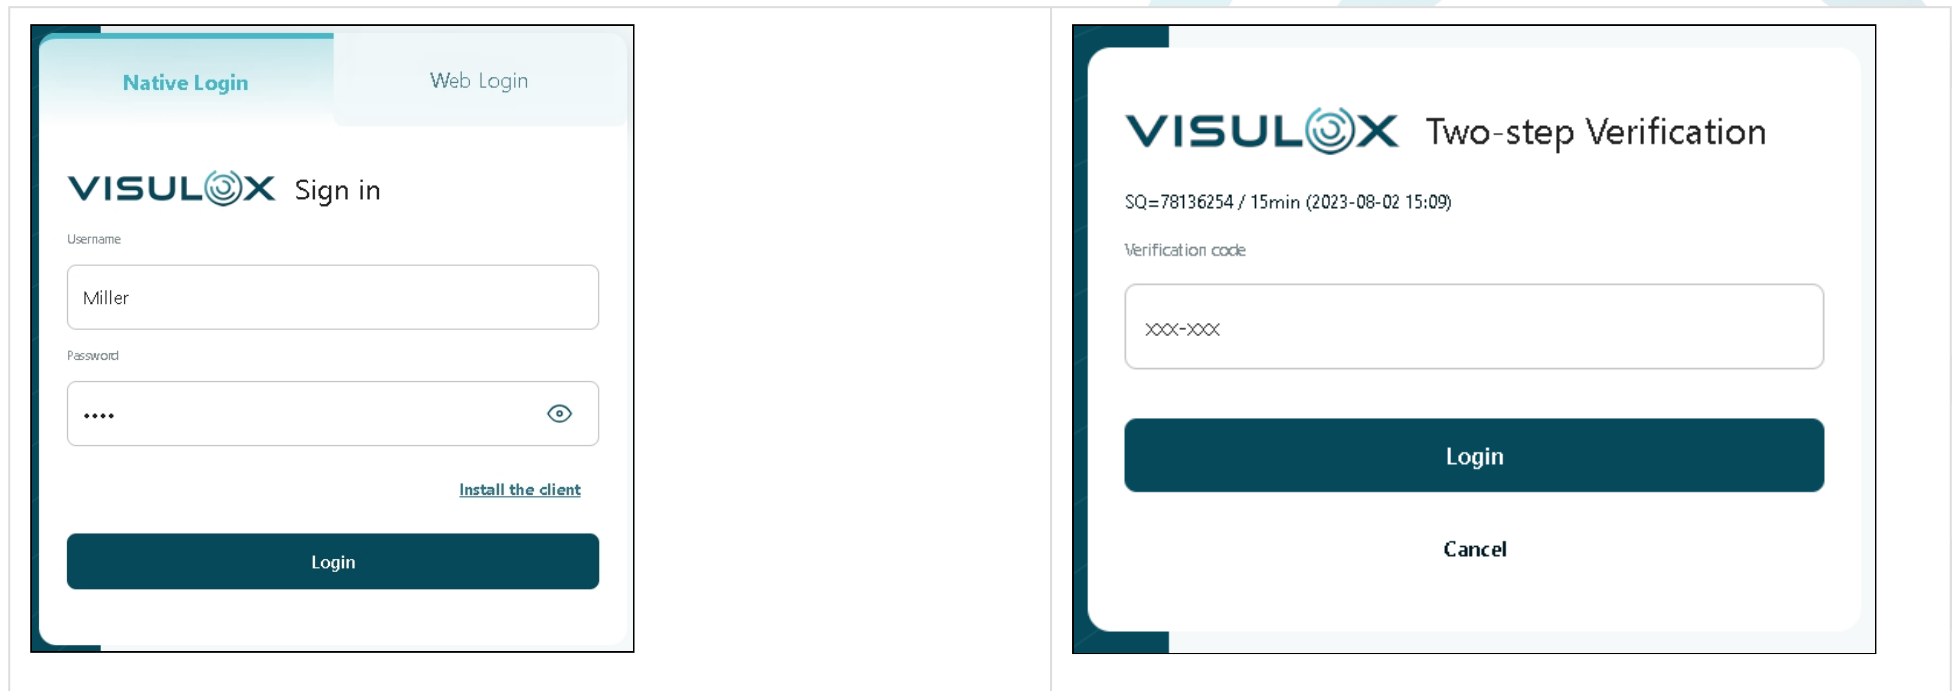 Native Login
Web Login
VISULOX Sign in
Username
Miller
Password
••••
Install the client
Login
VISULOX Two-step Verification
SQ=78136254 / 15min (2023-08-02 15:09)
Verification code
xxx-xxx
Login
Cancel